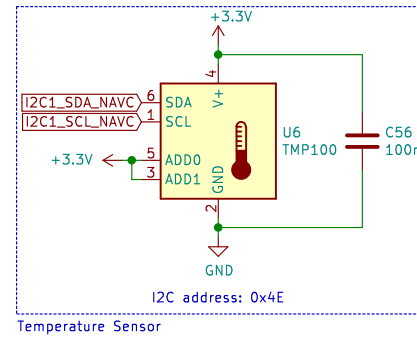 +3.3V
4
V+
I2C1_SDA_NAVC 6 SDA
I2C1_SCL_NAVC 1 SCL
U6
TMP100
C56
100n
+3.3V 5 ADD0
3 ADD1
GND
2
GND
I2C address: 0x4E
Temperature Sensor